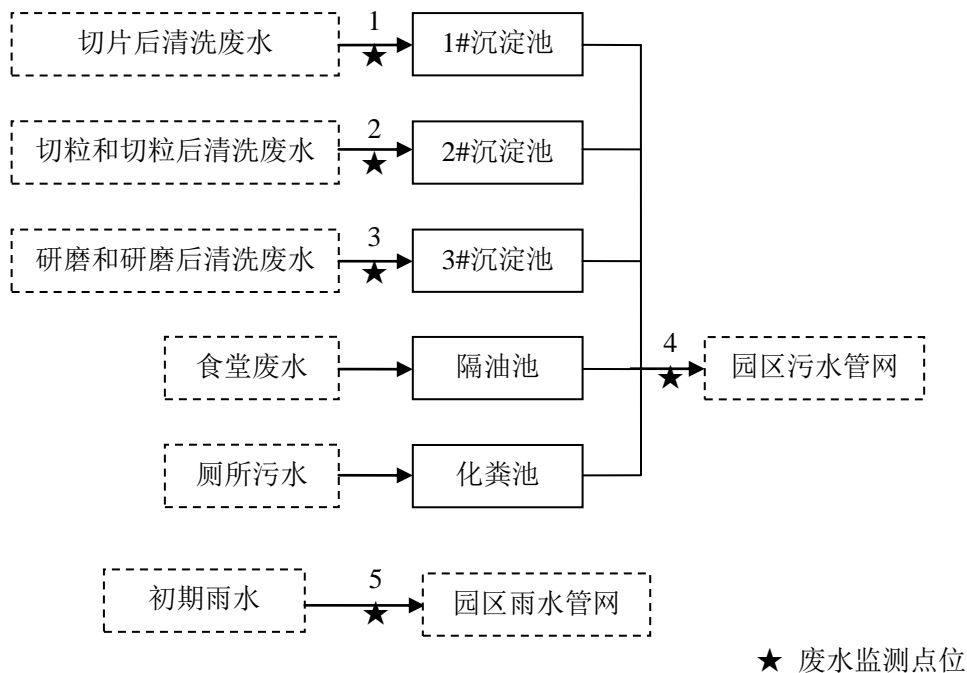 切片后清洗废水
1
★
1#沉淀池
切粒和切粒后清洗废水
2
★
2#沉淀池
研磨和研磨后清洗废水
3
★
3#沉淀池
食堂废水
隔油池
4
★
园区污水管网
厕所污水
化粪池
初期雨水
5
★
园区雨水管网
★ 废水监测点位